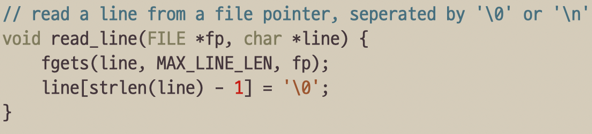 // read a line from a file pointer, seperated by '\0' or '\n'
void read_line(FILE *fp, char *line) {
    fgets(line, MAX_LINE_LEN, fp);
    line[strlen(line) - 1] = '\0';
}